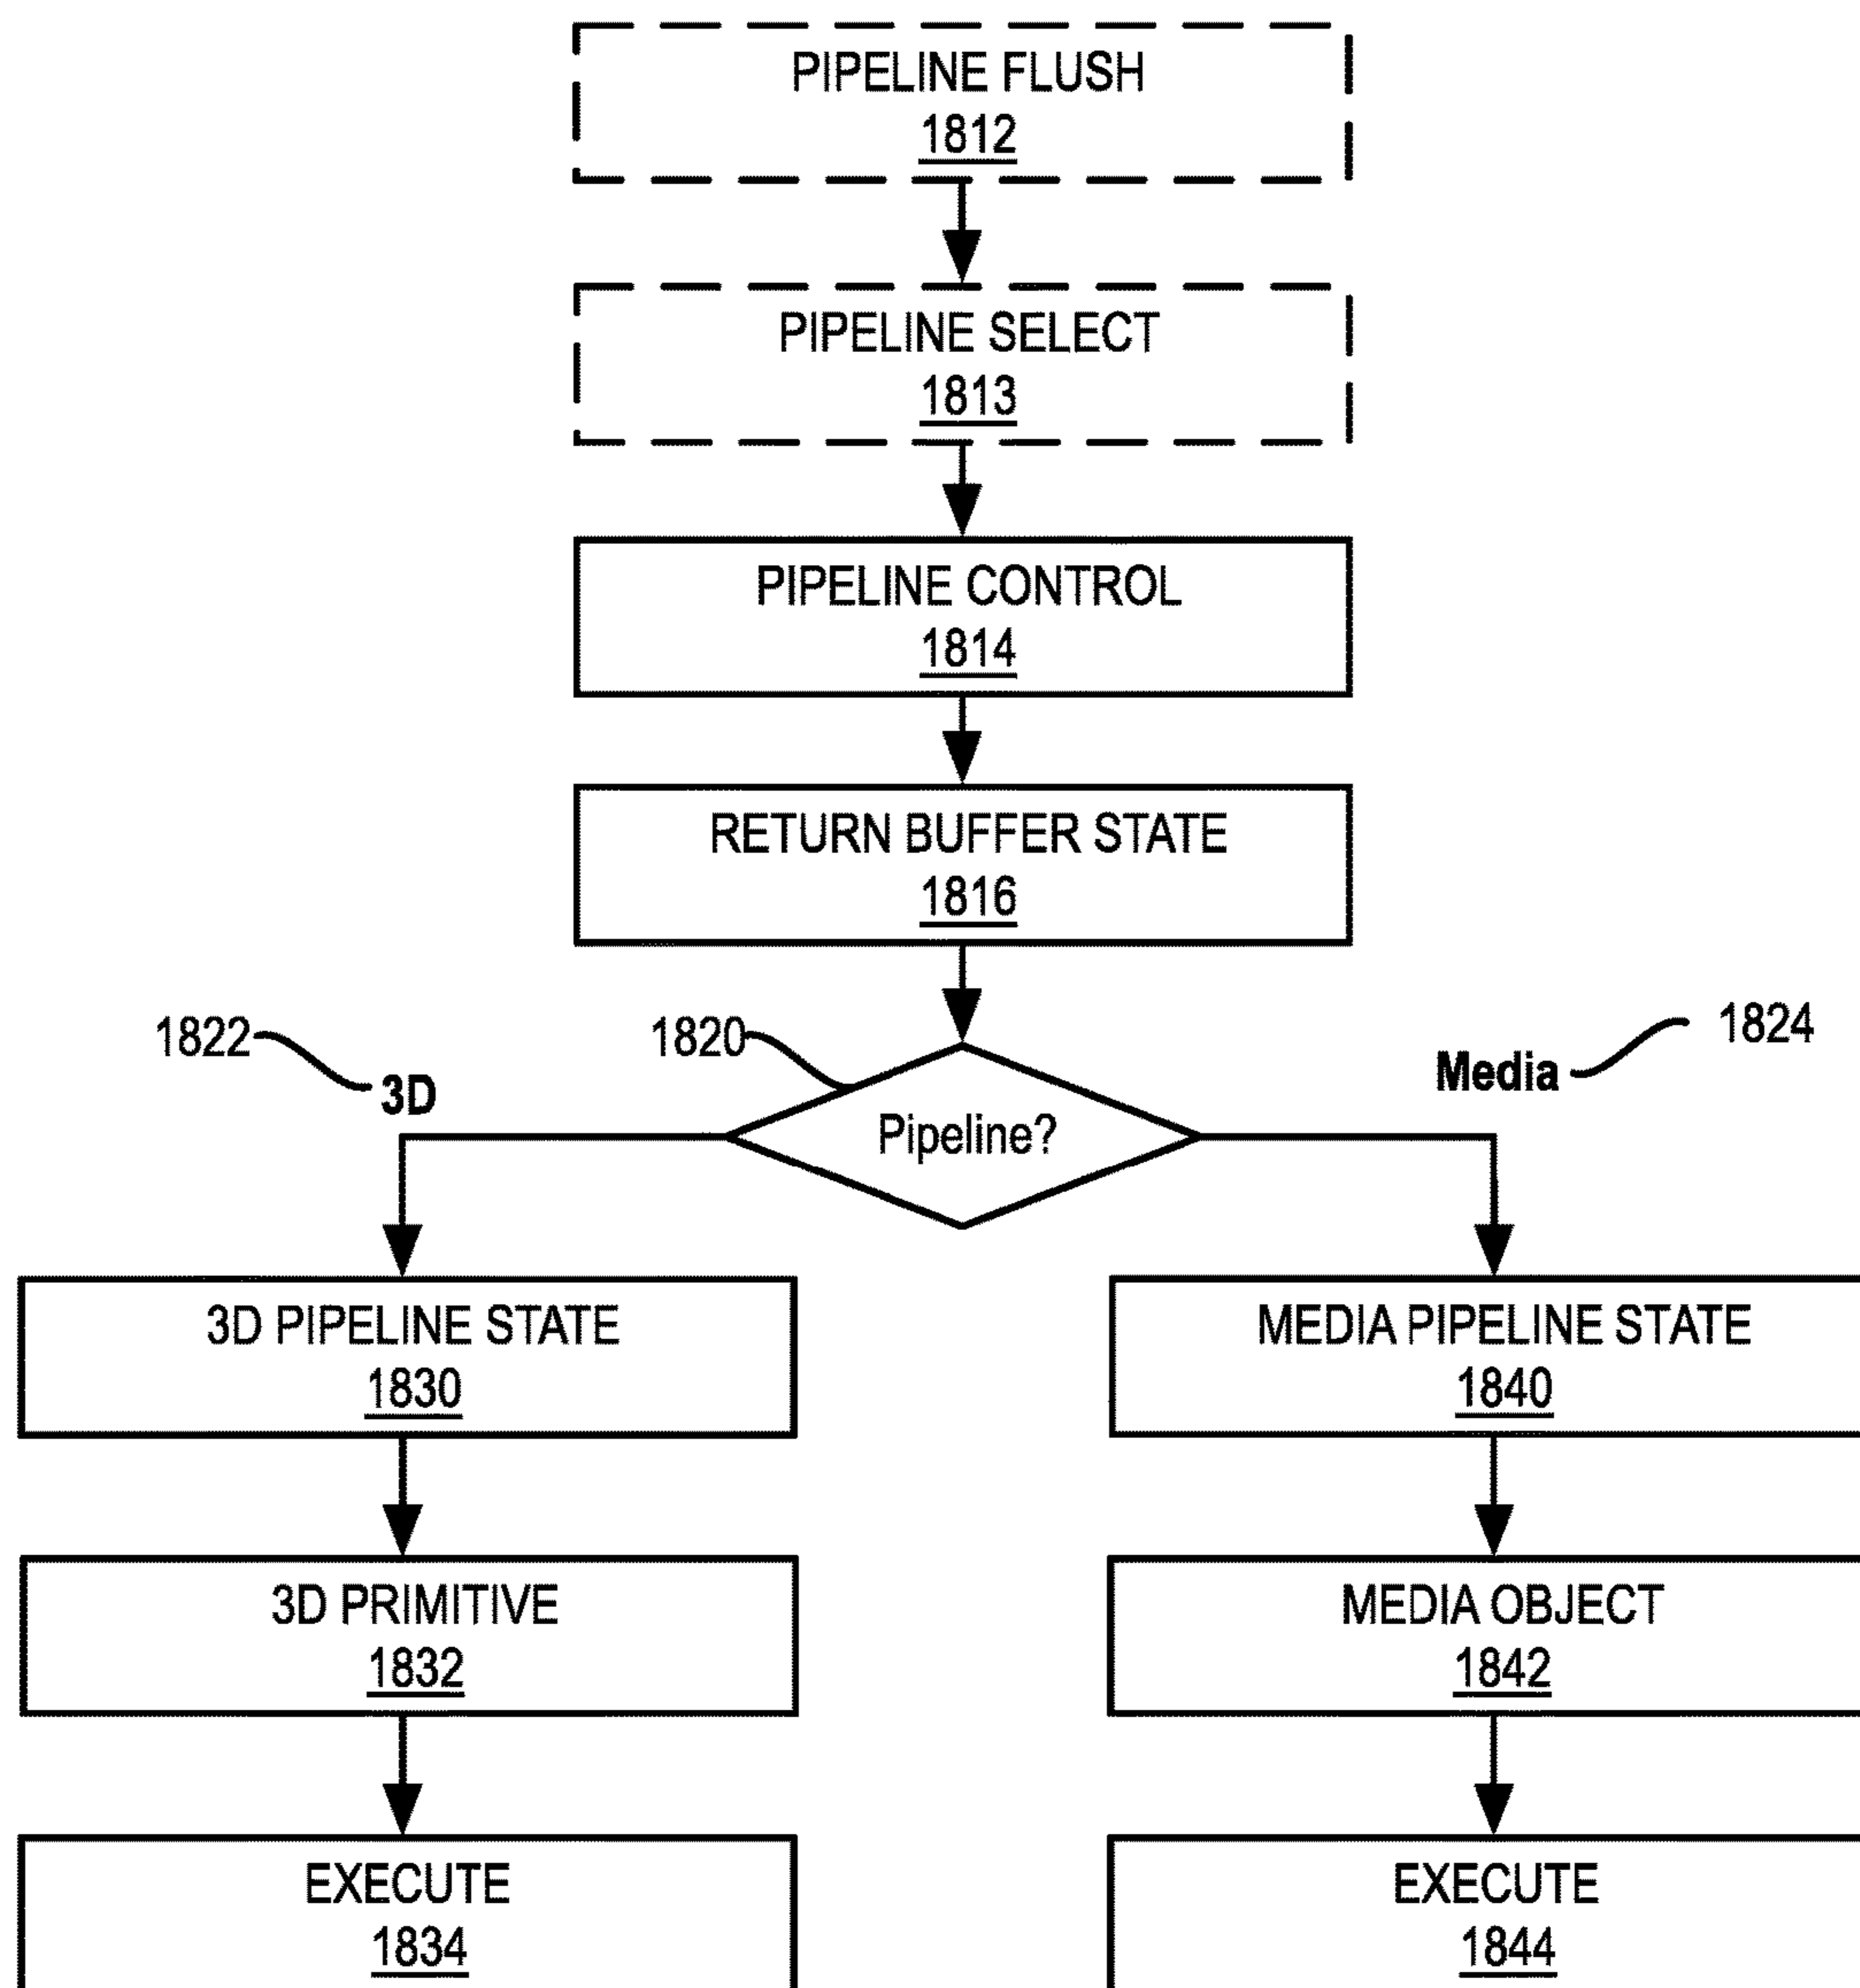 PIPELINE FLUSH
1812
PIPELINE SELECT
1813
PIPELINE CONTROL
1814
RETURN BUFFER STATE
1816
1822
1820
1824
3D
Media
Pipeline?
3D PIPELINE STATE
1830
MEDIA PIPELINE STATE
1840
3D PRIMITIVE
1832
MEDIA OBJECT
1842
EXECUTE
1834
EXECUTE
1844